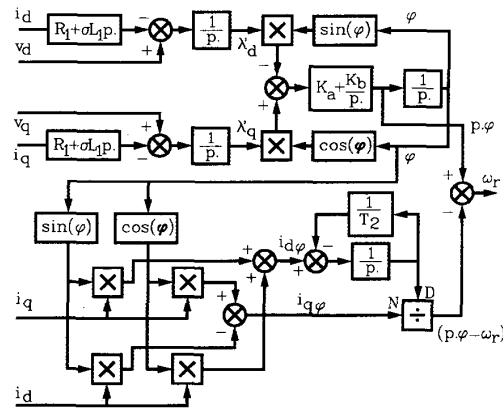 i_d
R_1+σL_1p.
−
+
1/p.
λ'_d
sin(φ)
φ
v_d
−
+
K_a+K_b/p.
1/p.
p.φ
v_q
i_q
R_1+σL_1p.
+
−
1/p.
λ'_q
cos(φ)
φ
+
−
ω_r
sin(φ)
cos(φ)
+
+
i_dφ
−
+
1/T_2
1/p.
i_q
+
−
i_qφ
N
D
÷
(p.φ−ω_r)
i_d